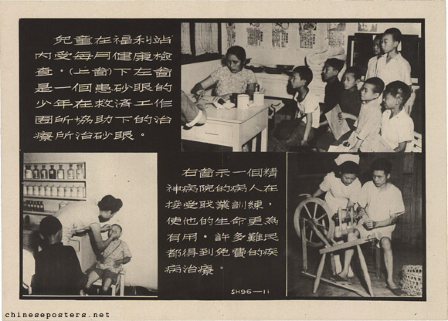 兒童在福利站
內受每月健康檢
查．(上圖)下左圖
是一個患砂眼的
少年在救濟工作
團所協助下的治
療所治砂眼。
右圖示一個精
神病院的病人在
接受職業訓練，
使他的生命更為
有用．許多難民
都得到免費的疾
病治療。
SH96—11
chineseposters.net